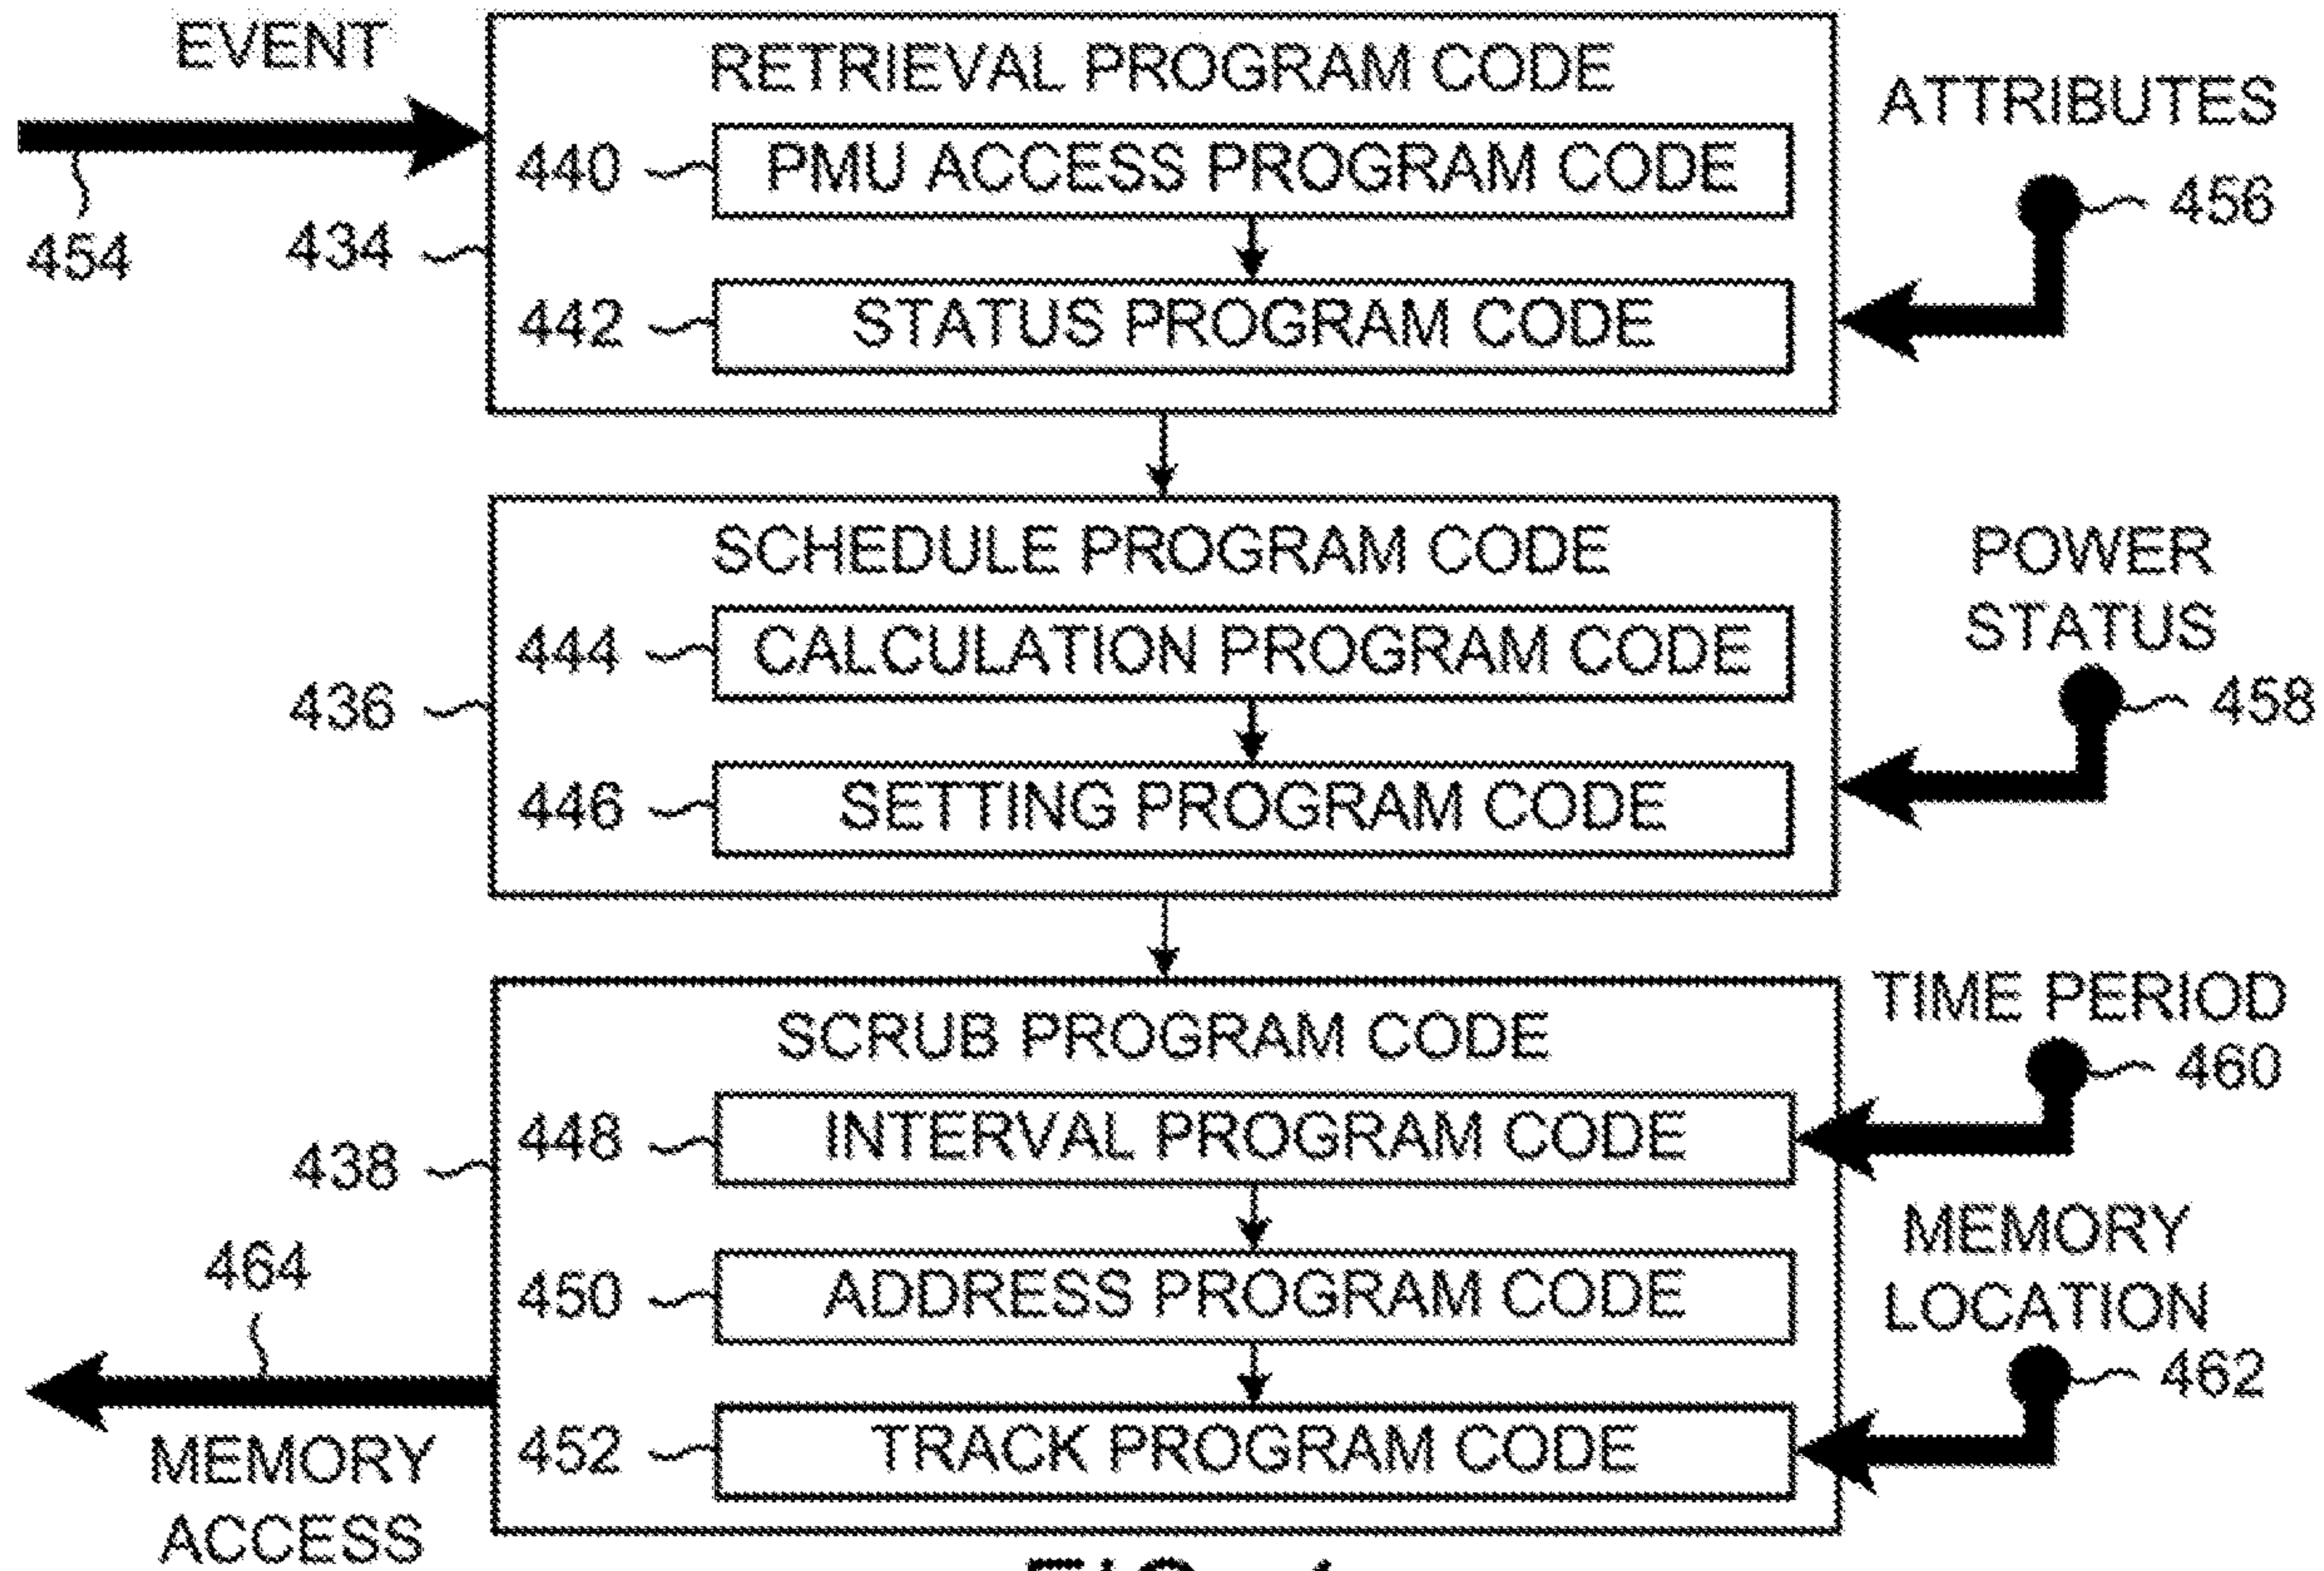 EVENT
454
RETRIEVAL PROGRAM CODE
434
440
PMU ACCESS PROGRAM CODE
442
STATUS PROGRAM CODE
ATTRIBUTES
456
SCHEDULE PROGRAM CODE
436
444
CALCULATION PROGRAM CODE
446
SETTING PROGRAM CODE
POWER
STATUS
458
SCRUB PROGRAM CODE
438
448
INTERVAL PROGRAM CODE
450
ADDRESS PROGRAM CODE
452
TRACK PROGRAM CODE
TIME PERIOD
460
MEMORY
LOCATION
462
464
MEMORY
ACCESS